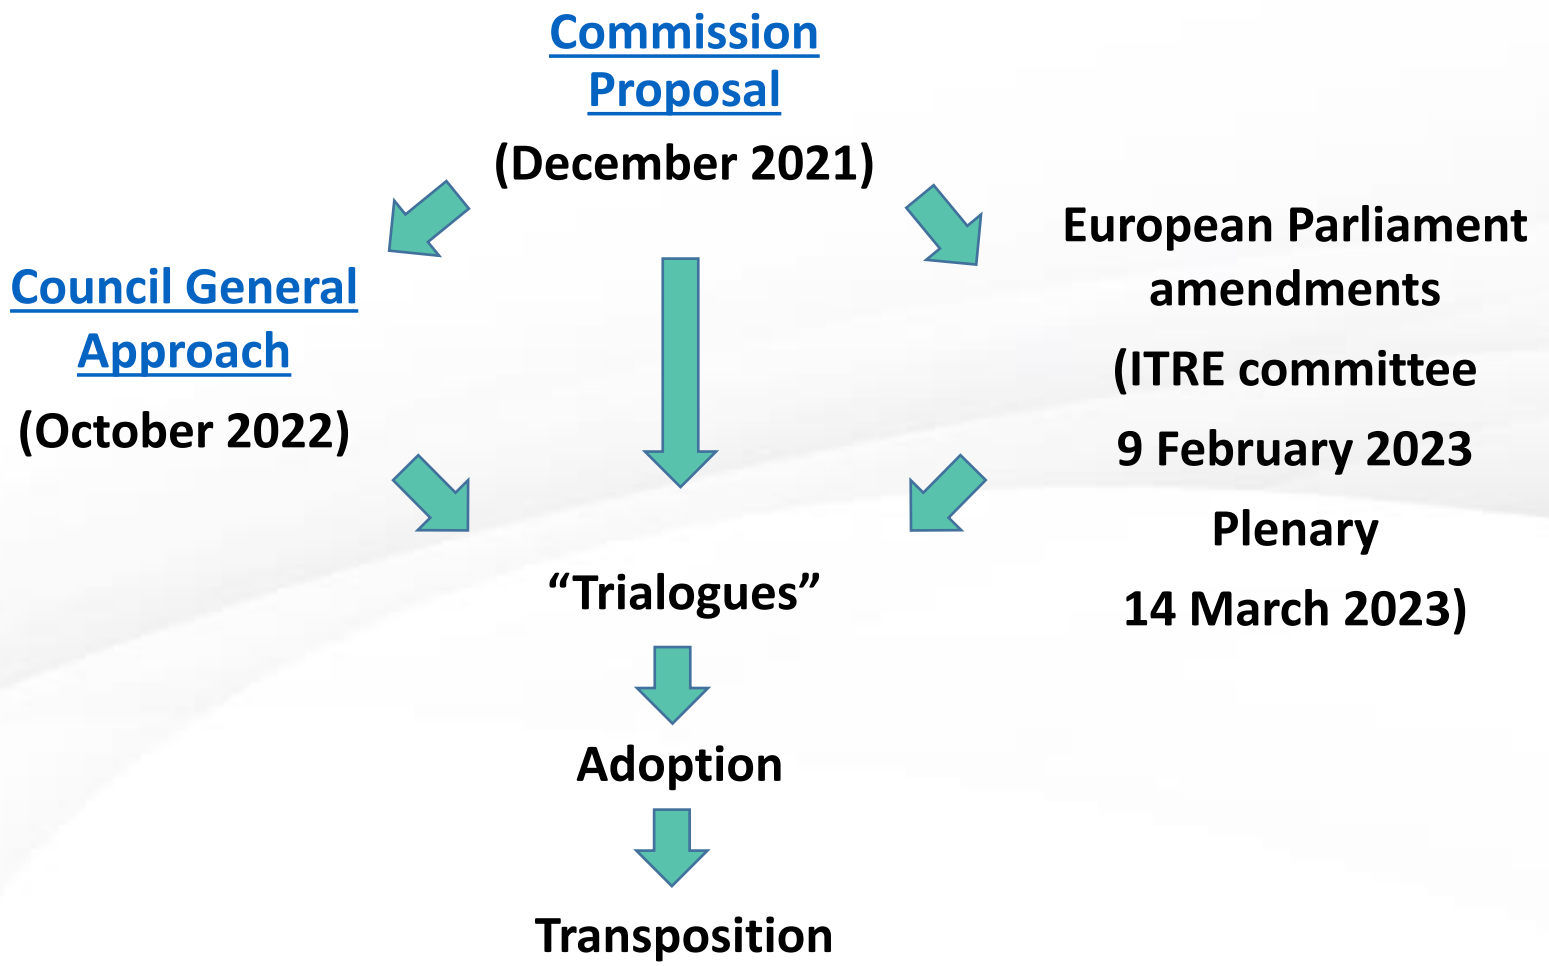 Commission
Proposal
(December 2021)
Council General
Approach
(October 2022)
European Parliament
amendments
(ITRE committee
9 February 2023
Plenary
14 March 2023)
“Trialogues”
Adoption
Transposition